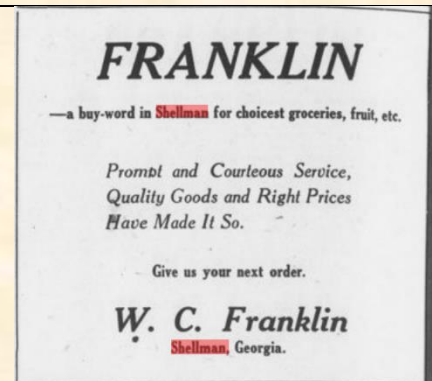 FRANKLIN
—a buy-word in Shellman for choicest groceries, fruit, etc.
Prompt and Courteous Service,
Quality Goods and Right Prices
Have Made It So.
Give us your next order.
W. C. Franklin
Shellman, Georgia.